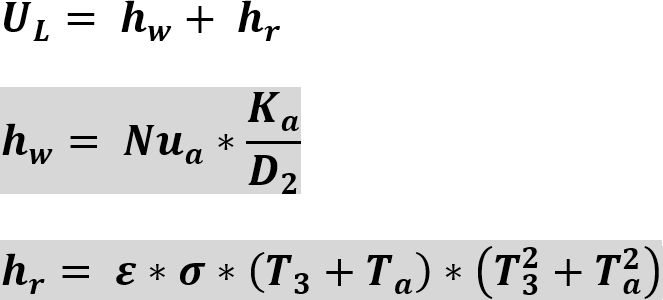 U_L = h_w + h_r
h_w = Nu_a * K_a / D_2
h_r = ε * σ * (T_3 + T_a) * (T_3^2 + T_a^2)